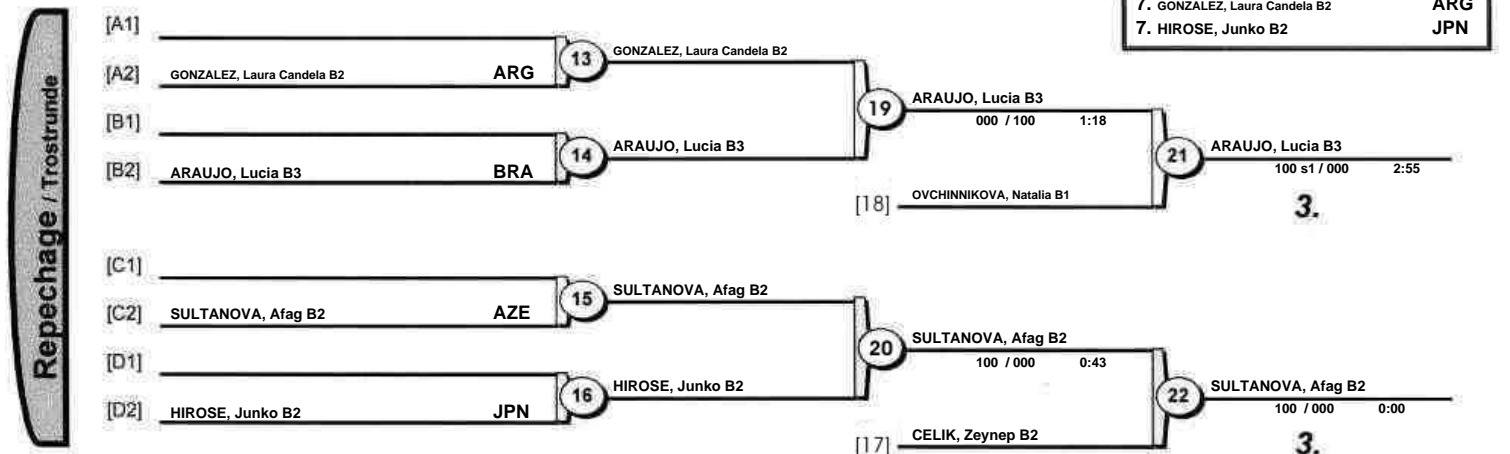 7. GONZALEZ, Laura Candela B2 ARG
7. HIROSE, Junko B2 JPN
Repechage / Trostrunde
[A1]
[A2] GONZALEZ, Laura Candela B2 ARG
13 GONZALEZ, Laura Candela B2
[B1]
[B2] ARAUJO, Lucia B3 BRA
14 ARAUJO, Lucia B3
19 ARAUJO, Lucia B3
000 / 100 1:18
[18] OVCHINNIKOVA, Natalia B1
21 ARAUJO, Lucia B3
100 s1 / 000 2:55
3.
[C1]
[C2] SULTANOVA, Afag B2 AZE
15 SULTANOVA, Afag B2
[D1]
[D2] HIROSE, Junko B2 JPN
16 HIROSE, Junko B2
20 SULTANOVA, Afag B2
100 / 000 0:43
[17] CELIK, Zeynep B2
22 SULTANOVA, Afag B2
100 / 000 0:00
3.